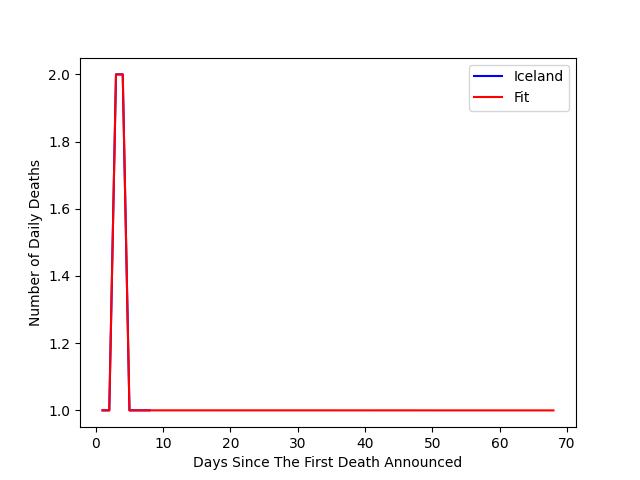 Iceland
Fit
Number of Daily Deaths
2.0
1.8
1.6
1.4
1.2
1.0
0 10 20 30 40 50 60 70
Days Since The First Death Announced